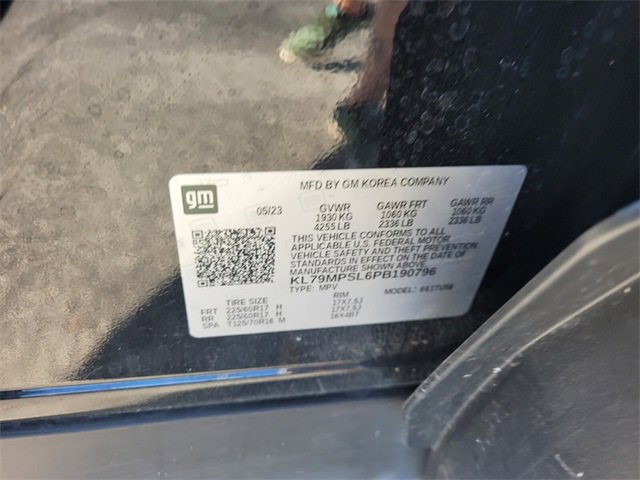 gm
MFD BY GM KOREA COMPANY
05/23 GVWR GAWR FRT GAWR RR
1930 KG 1060 KG 1060 KG
4255 LB 2336 LB 2336 LB
THIS VEHICLE CONFORMS TO ALL
APPLICABLE U.S. FEDERAL MOTOR
VEHICLE SAFETY AND THEFT PREVENTION
STANDARDS IN EFFECT ON THE DATE OF
MANUFACTURE SHOWN ABOVE.
KL79MPSL6PB190796
TYPE: MPV MODEL:
TIRE SIZE RIM
FRT 225/60R17 H 17X7.5J
RR 225/60R17 H 17X7.5J
SPA T125/70R16 M 16X4BT